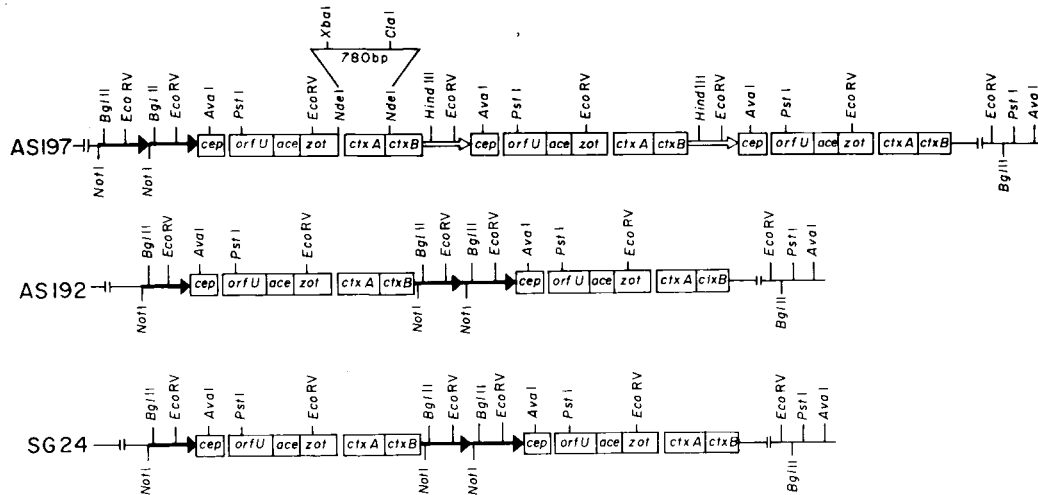 XbaI ClaI
780bp
BglII EcoRV BglII EcoRV AvaI PstI EcoRV NdeI NdeI HindIII EcoRV AvaI PstI EcoRV HindIII EcoRV AvaI PstI EcoRV EcoRV PstI AvaI
AS197 cep orfU ace zot ctxA ctxB cep orfU ace zot ctxA ctxB cep orfU ace zot ctxA ctxB
NotI NotI BglII
BglII EcoRV AvaI PstI EcoRV BglII EcoRV BglII EcoRV AvaI PstI EcoRV EcoRV PstI AvaI
AS192 cep orfU ace zot ctxA ctxB cep orfU ace zot ctxA ctxB
NotI NotI NotI BglII
BglII EcoRV AvaI PstI EcoRV BglII EcoRV BglII EcoRV AvaI PstI EcoRV EcoRV PstI AvaI
SG24 cep orfU ace zot ctxA ctxB cep orfU ace zot ctxA ctxB
NotI NotI NotI BglII